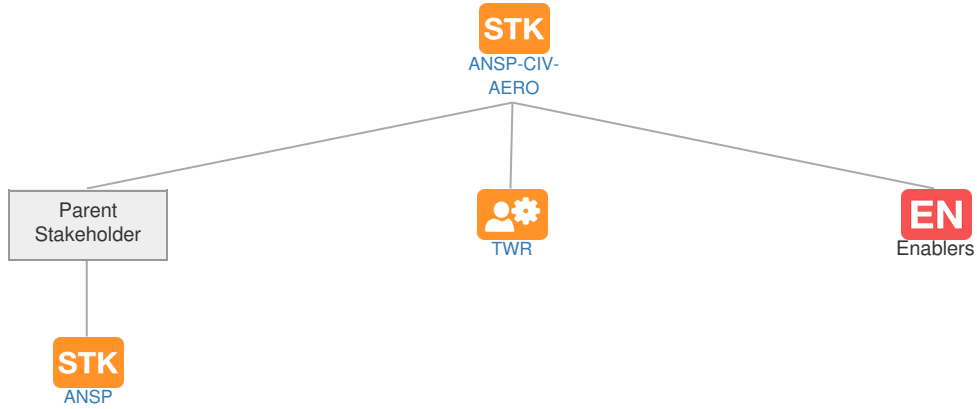 STK
ANSP-CIV-
AERO
Parent
Stakeholder
TWR
EN
Enablers
STK
ANSP